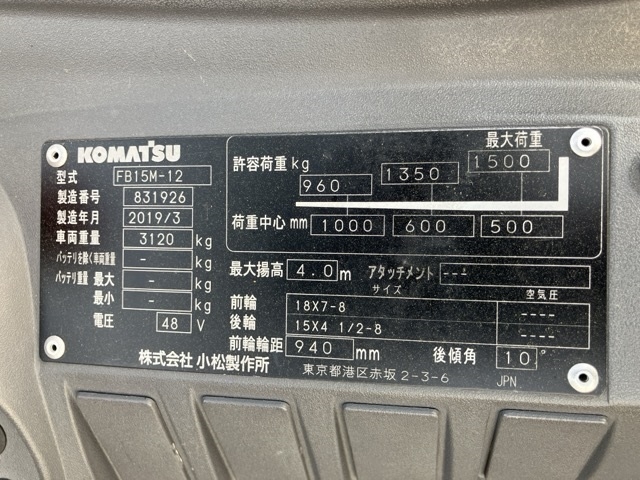 KOMATSU
型式 FB15M-12
製造番号 831926
製造年月 2019/3
車両重量 3120 kg
バッテリを除く車両重量 - kg
バッテリ重量 最大 - kg
最小 - kg
電圧 48 V
最大荷重
許容荷重 kg 960 1350 1500
荷重中心 mm 1000 600 500
最大揚高 4.0 m アタッチメント ---
サイズ 空気圧
前輪 18X7-8 ----
後輪 15X4 1/2-8 ----
前輪輪距 940 mm 後傾角 10°
株式会社 小松製作所 東京都港区赤坂 2-3-6 JPN